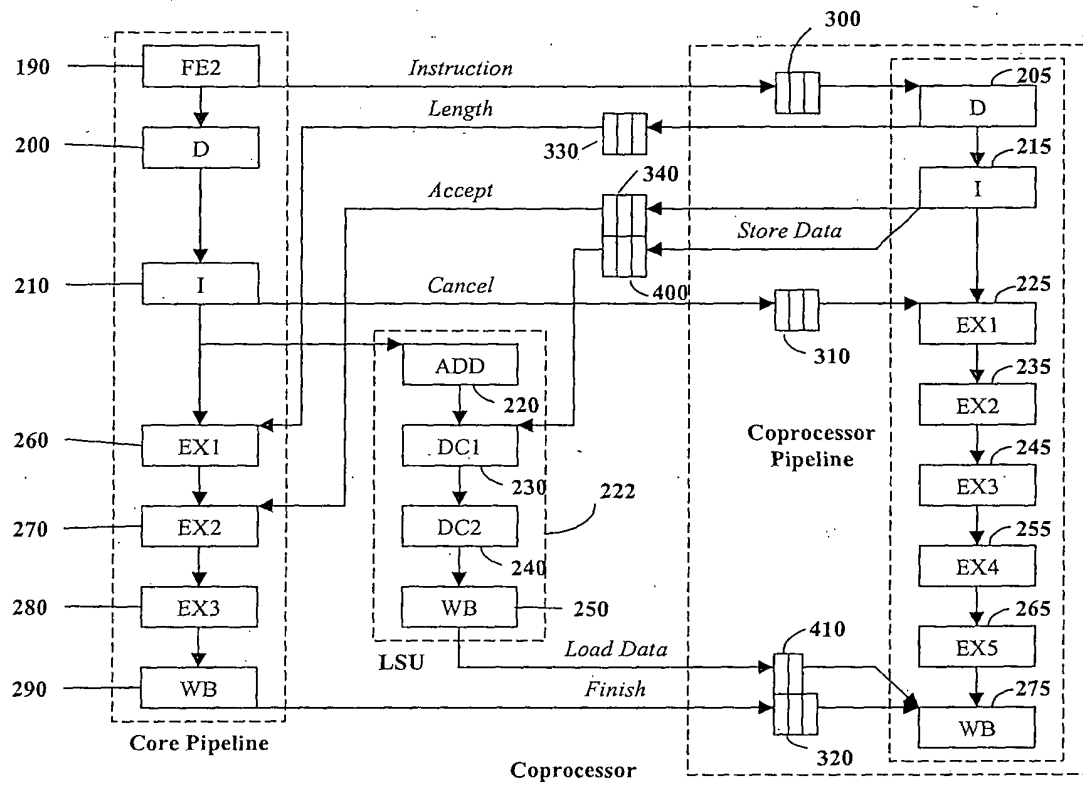 300
190
FE2
Instruction
205
Length
D
200
D
330
215
340
Accept
I
Store Data
210
I
Cancel
400
225
310
EX1
ADD
220
235
EX2
260
EX1
DC1
230
Coprocessor
Pipeline
245
EX3
222
270
EX2
DC2
240
255
EX4
280
EX3
WB
250
265
410
EX5
LSU
Load Data
290
WB
Finish
275
WB
320
Core Pipeline
Coprocessor